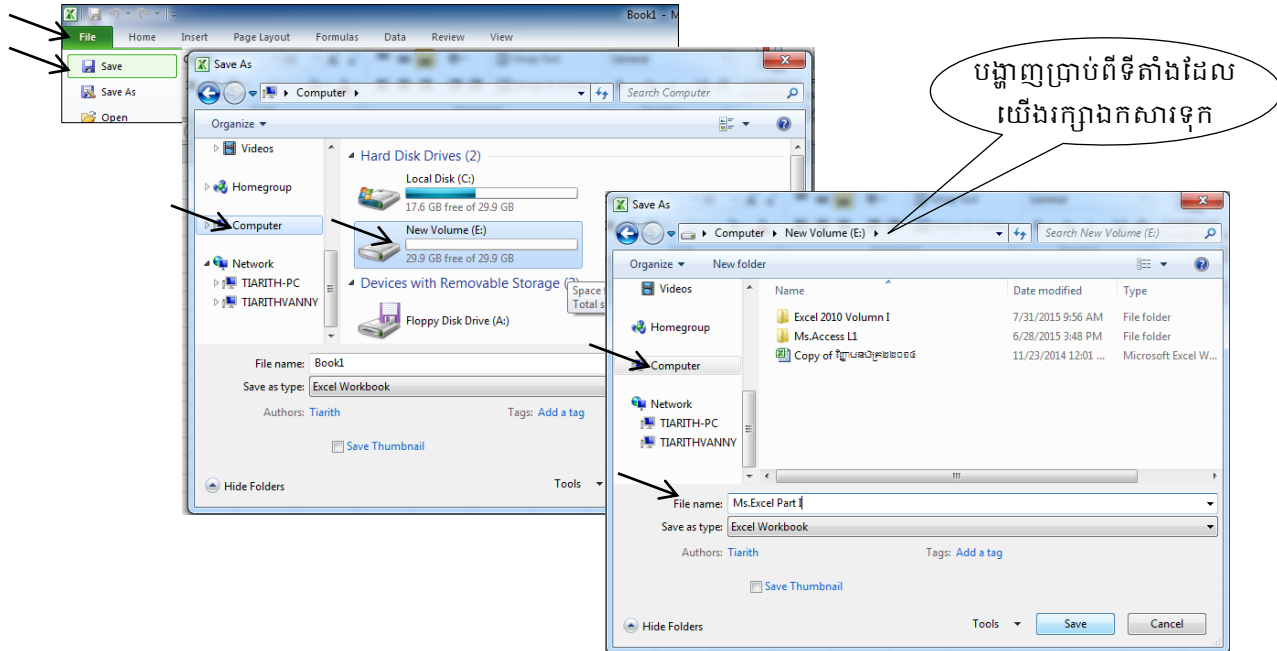 Book1 - M
File Home Insert Page Layout Formulas Data Review View
Save
Save As
Open
Save As
Computer
Search Computer
Organize
Videos
Homegroup
Computer
Network
TIARITH-PC
TIARITHVANNY
Hard Disk Drives (2)
Local Disk (C:)
17.6 GB free of 29.9 GB
New Volume (E:)
29.9 GB free of 29.9 GB
Devices with Removable Storage (2)
Space
Total s
Floppy Disk Drive (A:)
File name: Book1
Save as type: Excel Workbook
Authors: Tiarith Tags: Add a tag
Save Thumbnail
Hide Folders Tools
បង្ហាញប្រាប់ពីទីតាំងដែល
យើងរក្សាឯកសារទុក
Save As
Computer New Volume (E:) Search New Volume (E:)
Organize New folder
Videos
Homegroup
Computer
Network
TIARITH-PC
TIARITHVANNY
Name Date modified Type
Excel 2010 Volumn I 7/31/2015 9:56 AM File folder
Ms.Access L1 6/28/2015 3:48 PM File folder
Copy of 11/23/2014 12:01 ... Microsoft Excel W...
File name: Ms.Excel Part I
Save as type: Excel Workbook
Authors: Tiarith Tags: Add a tag
Save Thumbnail
Hide Folders Tools Save Cancel